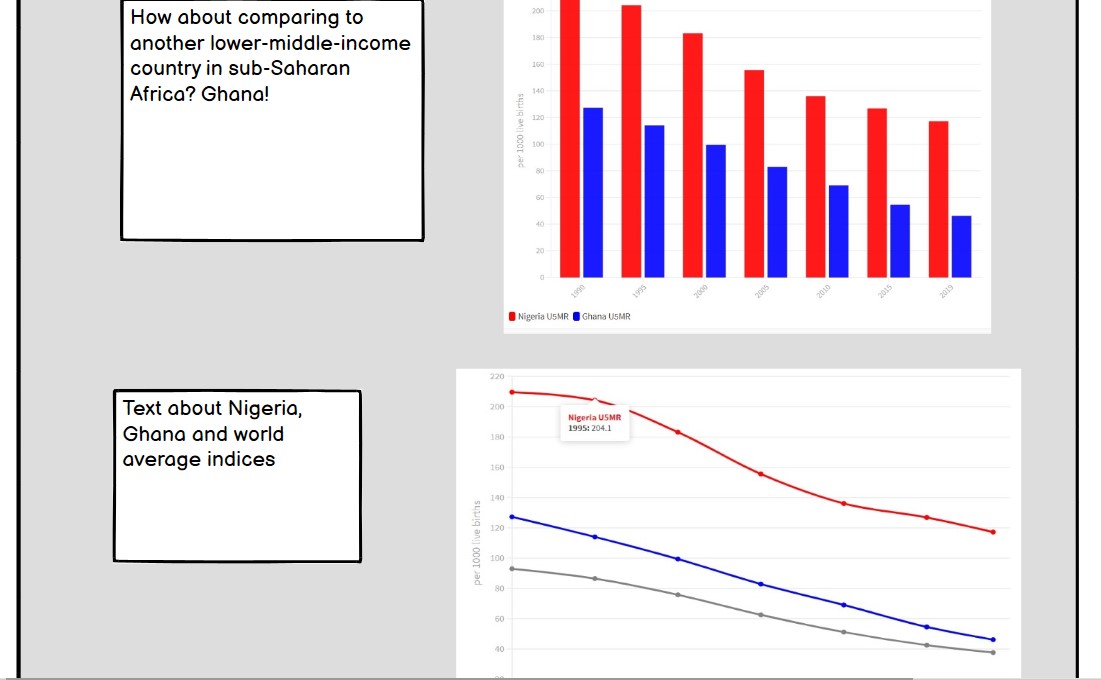 How about comparing to
another lower-middle-income
country in sub-Saharan
Africa? Ghana!
200
180
160
140
120
100
80
60
40
20
0
per 1000 live births
1990
1995
2000
2005
2010
2015
2019
Nigeria U5MR Ghana U5MR
Text about Nigeria,
Ghana and world
average indices
220
200
180
160
140
120
100
80
60
40
per 1000 live births
Nigeria U5MR
1995: 204.1